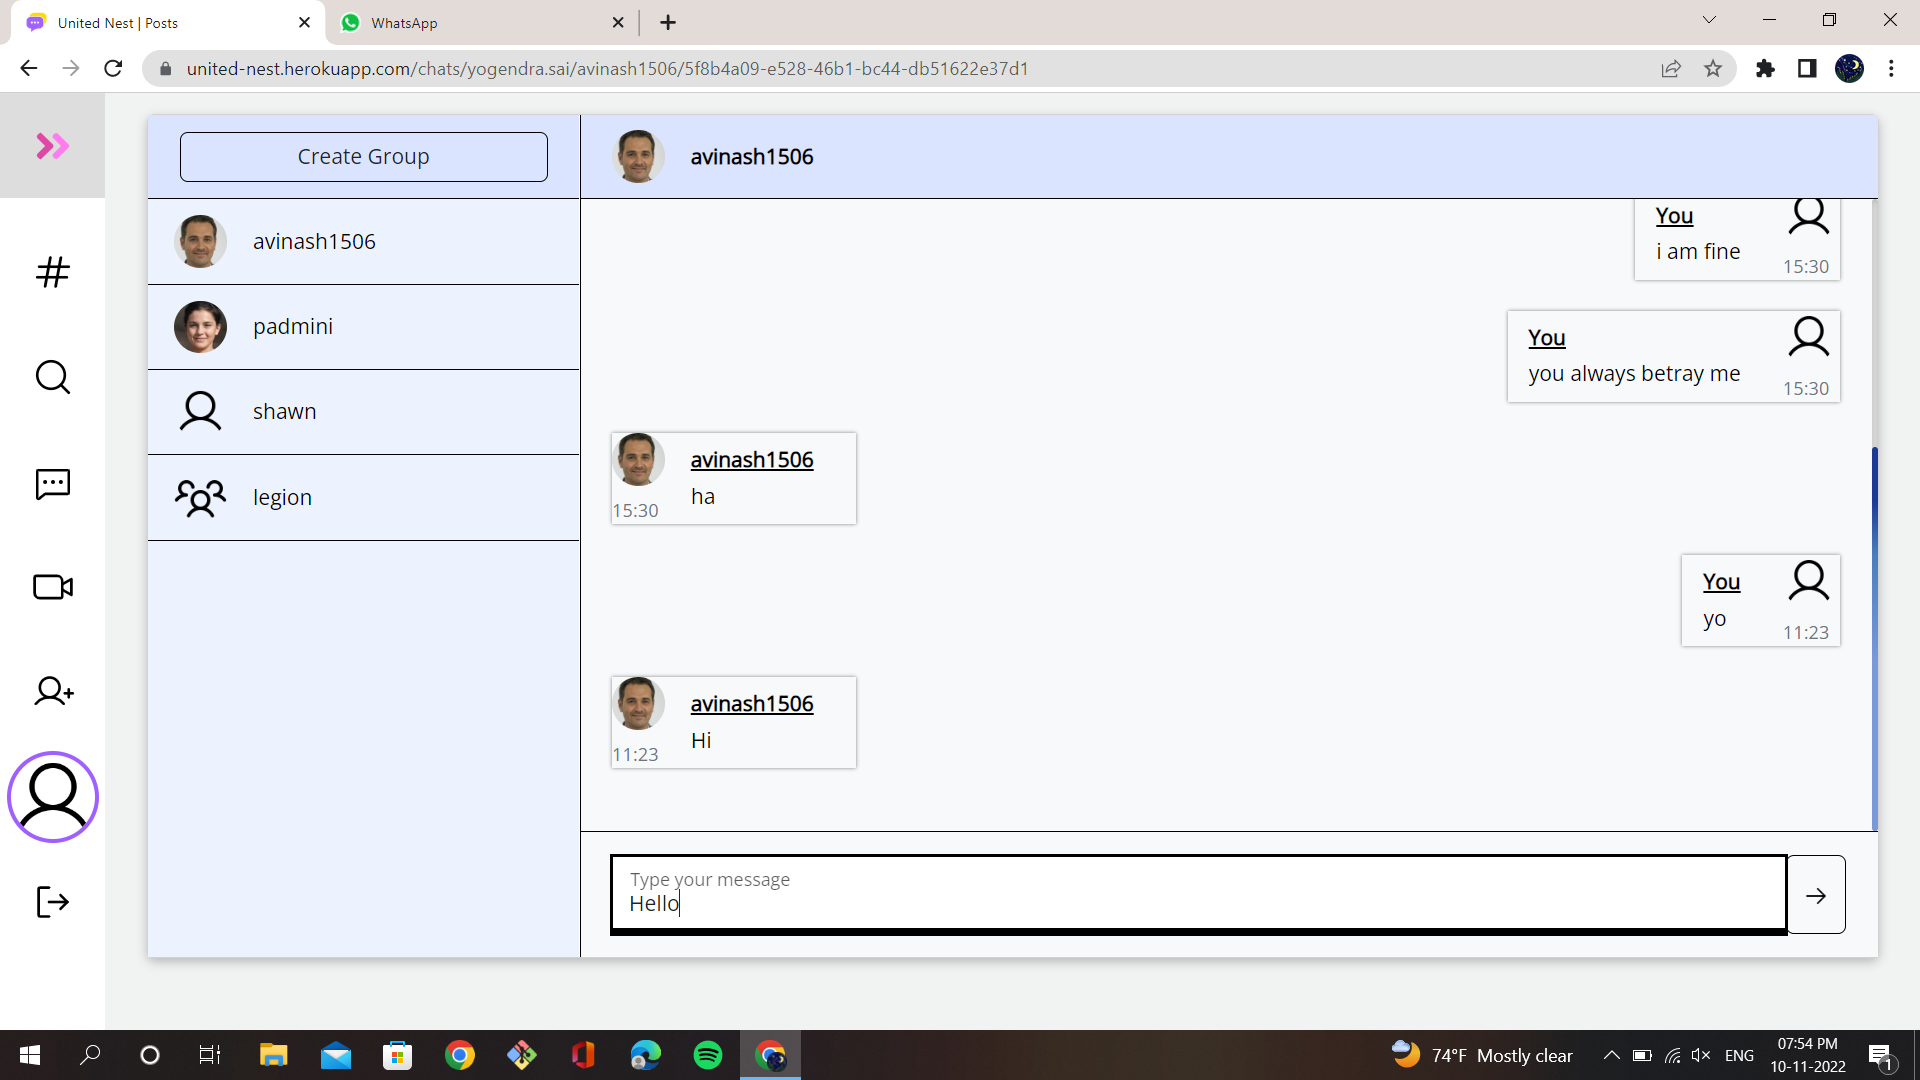 United Nest | Posts
WhatsApp
united-nest.herokuapp.com/chats/yogendra.sai/avinash1506/5f8b4a09-e528-46b1-bc44-db51622e37d1
Create Group
avinash1506
padmini
shawn
legion
avinash1506
You
i am fine
15:30
You
you always betray me
15:30
avinash1506
ha
15:30
You
yo
11:23
avinash1506
Hi
11:23
Type your message
Hello
74°F Mostly clear
ENG
07:54 PM
10-11-2022
1